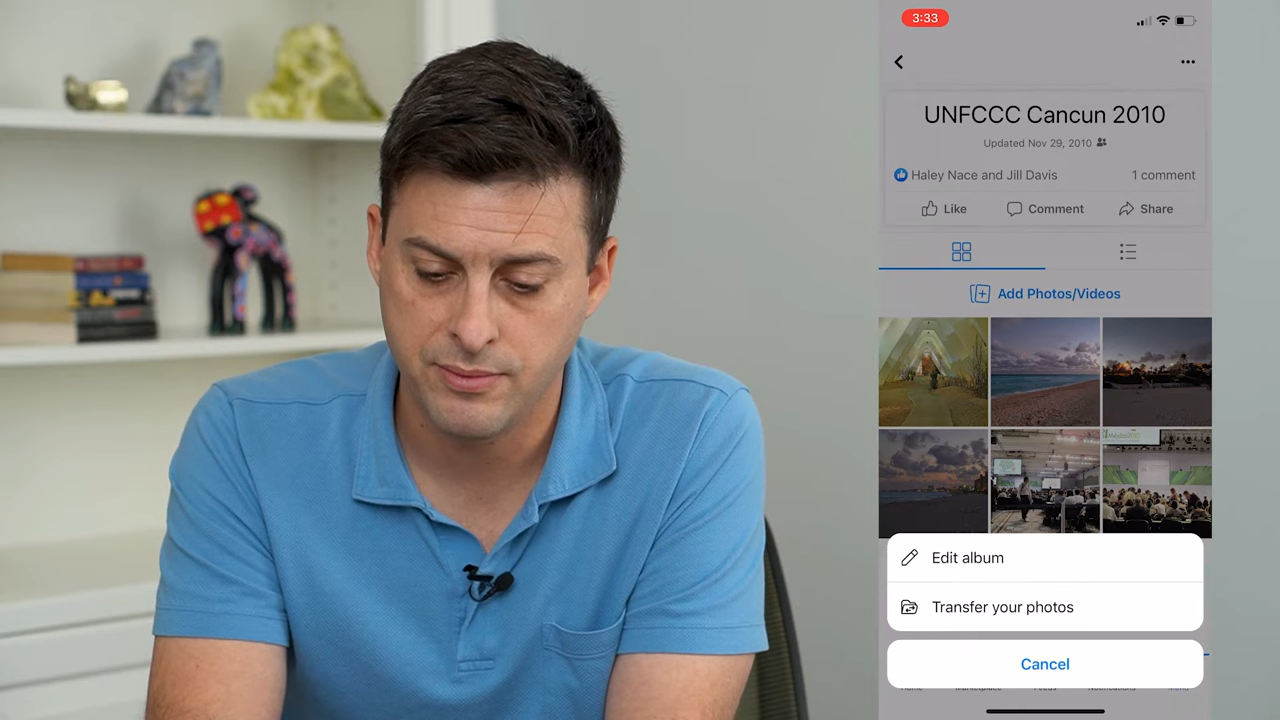 3:33
UNFCCC Cancun 2010
Updated Nov 29, 2010
Haley Nace and Jill Davis 1 comment
Like Comment Share
Add Photos/Videos
Edit album
Transfer your photos
Cancel